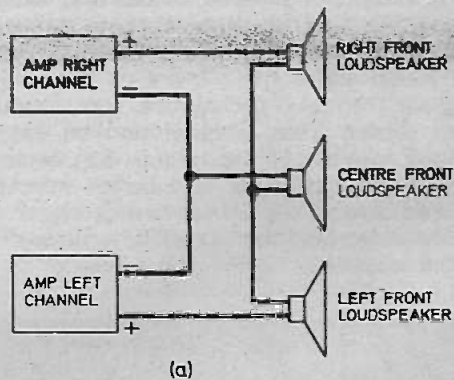 AMP RIGHT
CHANNEL
+
–
RIGHT FRONT
LOUDSPEAKER
CENTRE FRONT
LOUDSPEAKER
AMP LEFT
CHANNEL
–
+
LEFT FRONT
LOUDSPEAKER
(a)